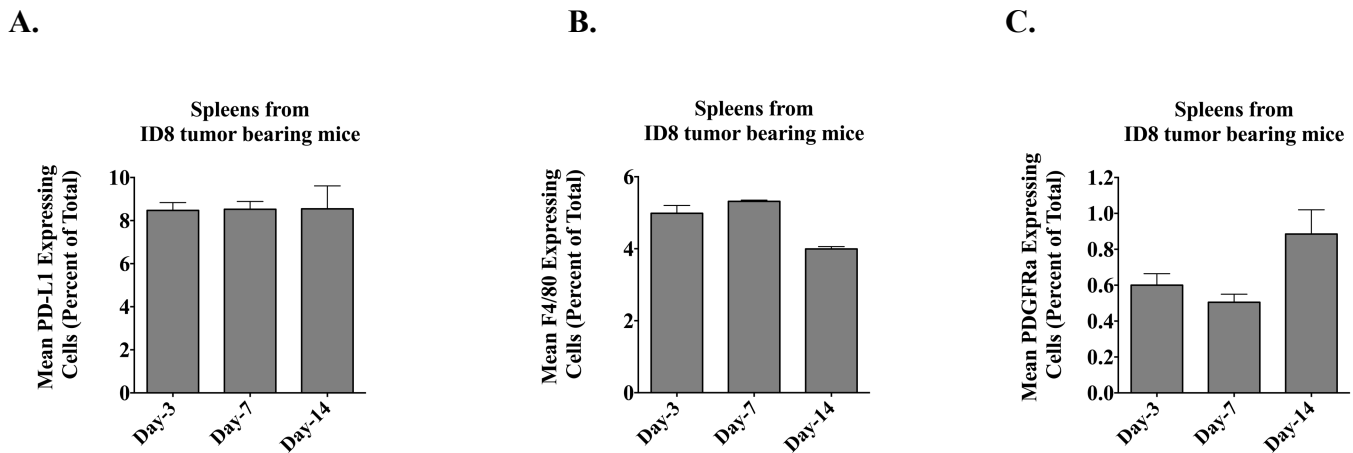 A.
Spleens from
ID8 tumor bearing mice
Mean PD-L1 Expressing
Cells (Percent of Total)
10
8
6
4
2
0
Day-3
Day-7
Day-14
B.
Spleens from
ID8 tumor bearing mice
Mean F4/80 Expressing
Cells (Percent of Total)
6
4
2
0
Day-3
Day-7
Day-14
C.
Spleens from
ID8 tumor bearing mice
Mean PDGFRa Expressing
Cells (Percent of Total)
1.2
1.0
0.8
0.6
0.4
0.2
0.0
Day-3
Day-7
Day-14